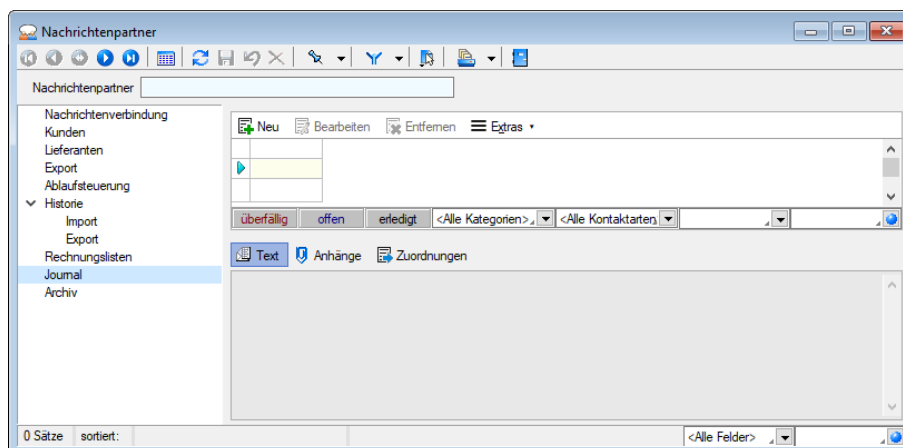 Nachrichtenpartner
Nachrichtenpartner
Nachrichtenverbindung
Kunden
Lieferanten
Export
Ablaufsteuerung
Historie
Import
Export
Rechnungslisten
Journal
Archiv
Neu Bearbeiten Entfernen Extras
überfällig offen erledigt <Alle Kategorien> <Alle Kontaktarten
Text Anhänge Zuordnungen
0 Sätze sortiert: <Alle Felder>